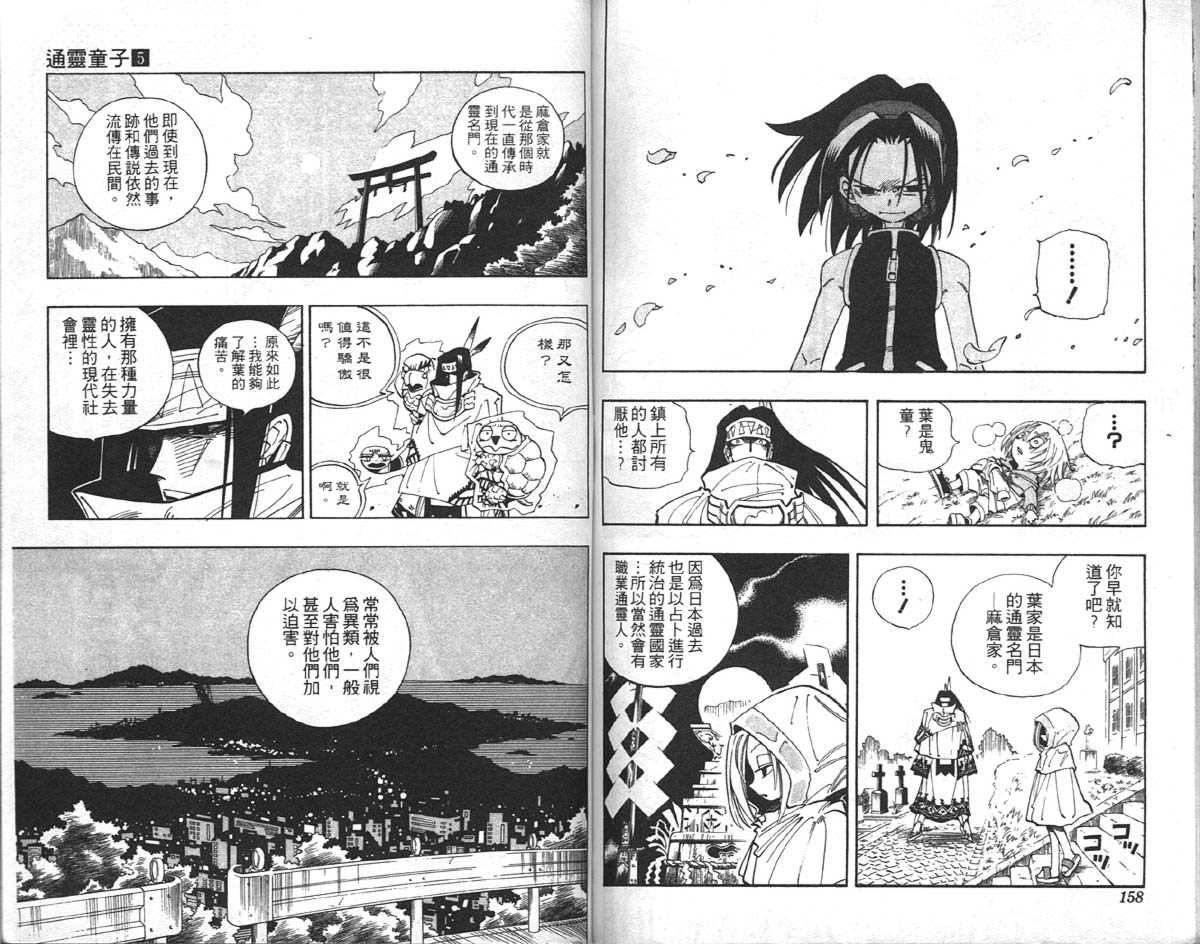 ……！
…？
葉是鬼
童？
鎮上所有
的人都討
厭他…？
你早就知
道了吧？
葉家是日本
的通靈名門
—麻倉家。
…！
コツ
コツ
因為日本過去
也是以占卜進行
統治的通靈國家
…所以當然會有
職業通靈人。
158
通靈童子5
麻倉家就
是從那個時
代一直傳承
到現在的通
靈名門。
即使到現在，
他們過去的事
跡和傳說依然
流傳在民間。
那又怎
樣？
這不是很
值得驕傲
嗎？
就是
啊。
原來如此
…我能夠
了解葉的
痛苦。
擁有那種力量
的人，在失去
靈性的現代社
會裡…
常常被人們視
為異類，一般
人害怕他們，
甚至對他們加
以迫害。